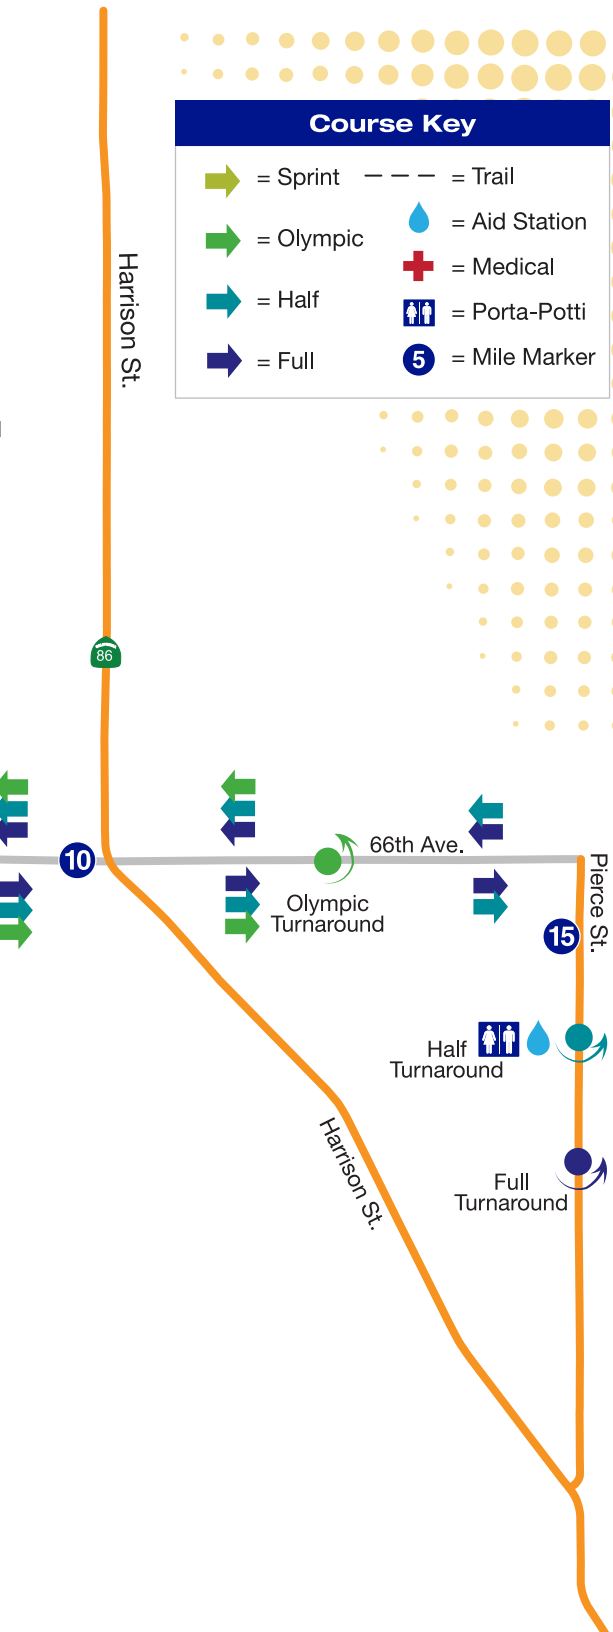 Course Key
= Sprint
= Trail
= Olympic
= Aid Station
= Half
= Medical
= Full
= Porta-Potti
5
= Mile Marker
Harrison St.
86
66th Ave.
10
Pierce St.
Olympic
Turnaround
15
Half
Turnaround
Harrison St.
Full
Turnaround